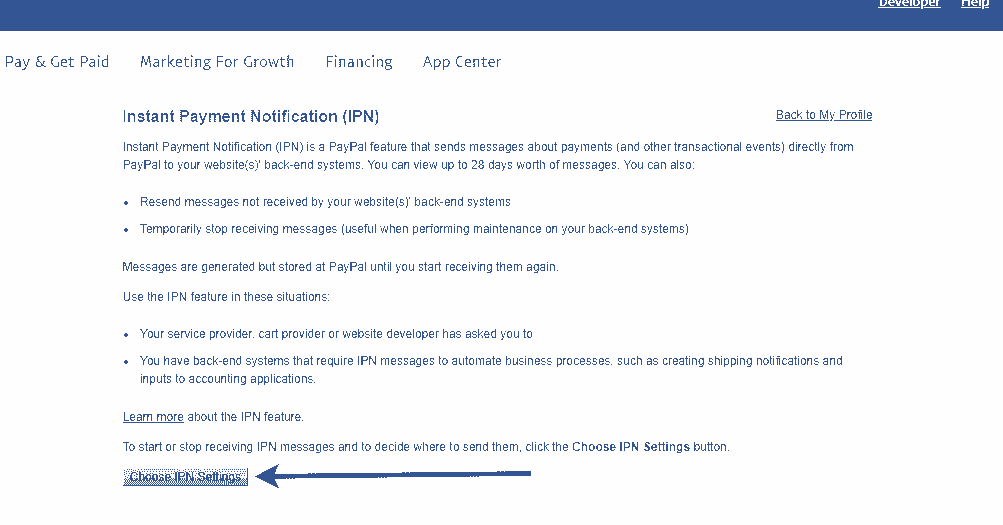 Developer Help
Pay & Get Paid Marketing For Growth Financing App Center
Instant Payment Notification (IPN)
Back to My Profile
Instant Payment Notification (IPN) is a PayPal feature that sends messages about payments (and other transactional events) directly from
PayPal to your website(s)' back-end systems. You can view up to 28 days worth of messages. You can also:
• Resend messages not received by your website(s)' back-end systems
• Temporarily stop receiving messages (useful when performing maintenance on your back-end systems)
Messages are generated but stored at PayPal until you start receiving them again.
Use the IPN feature in these situations:
• Your service provider, cart provider or website developer has asked you to
• You have back-end systems that require IPN messages to automate business processes, such as creating shipping notifications and
inputs to accounting applications.
Learn more about the IPN feature.
To start or stop receiving IPN messages and to decide where to send them, click the Choose IPN Settings button.
Choose IPN Settings